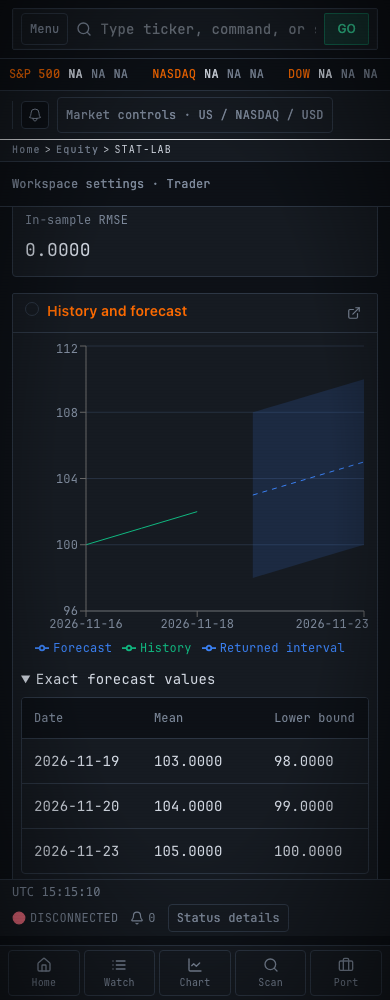 Menu Type ticker, command, or GO
S&P 500 NA NA NA NASDAQ NA NA NA DOW NA NA NA
Market controls · US / NASDAQ / USD
Home > Equity > STAT-LAB
Workspace settings · Trader
In-sample RMSE
0.0000
History and forecast
112
108
104
100
96
2026-11-16 2026-11-18 2026-11-23
Forecast History Returned interval
▼ Exact forecast values
Date Mean Lower bound
2026-11-19 103.0000 98.0000
2026-11-20 104.0000 99.0000
2026-11-23 105.0000 100.0000
UTC 15:15:10
DISCONNECTED 0 Status details
Home Watch Chart Scan Port